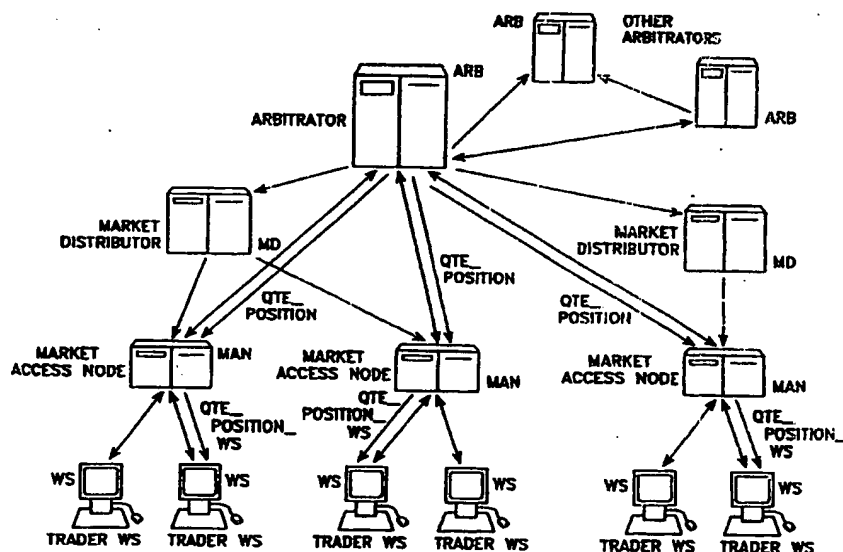 ARB
OTHER
ARBITRATORS
ARB
ARBITRATOR
ARB
MARKET
DISTRIBUTOR
MD
MARKET
DISTRIBUTOR
MD
QTE_
POSITION
QTE_
POSITION
QTE_
POSITION
MARKET
ACCESS NODE
MAN
MARKET
ACCESS NODE
MAN
MARKET
ACCESS NODE
MAN
QTE_
POSITION_
WS
QTE_
POSITION_
WS
QTE_
POSITION_
WS
WS
WS
WS
WS
WS
WS
TRADER WS
TRADER WS
TRADER WS
TRADER WS
TRADER WS
TRADER WS